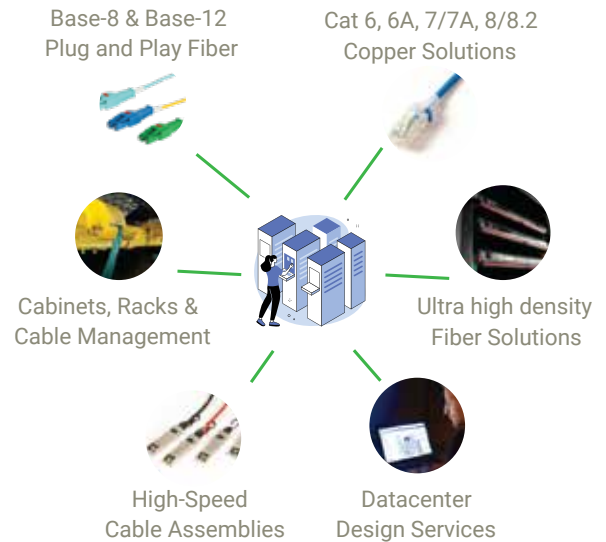 Base-8 & Base-12
Plug and Play Fiber
Cat 6, 6A, 7/7A, 8/8.2
Copper Solutions
Cabinets, Racks &
Cable Management
Ultra high density
Fiber Solutions
High-Speed
Cable Assemblies
Datacenter
Design Services